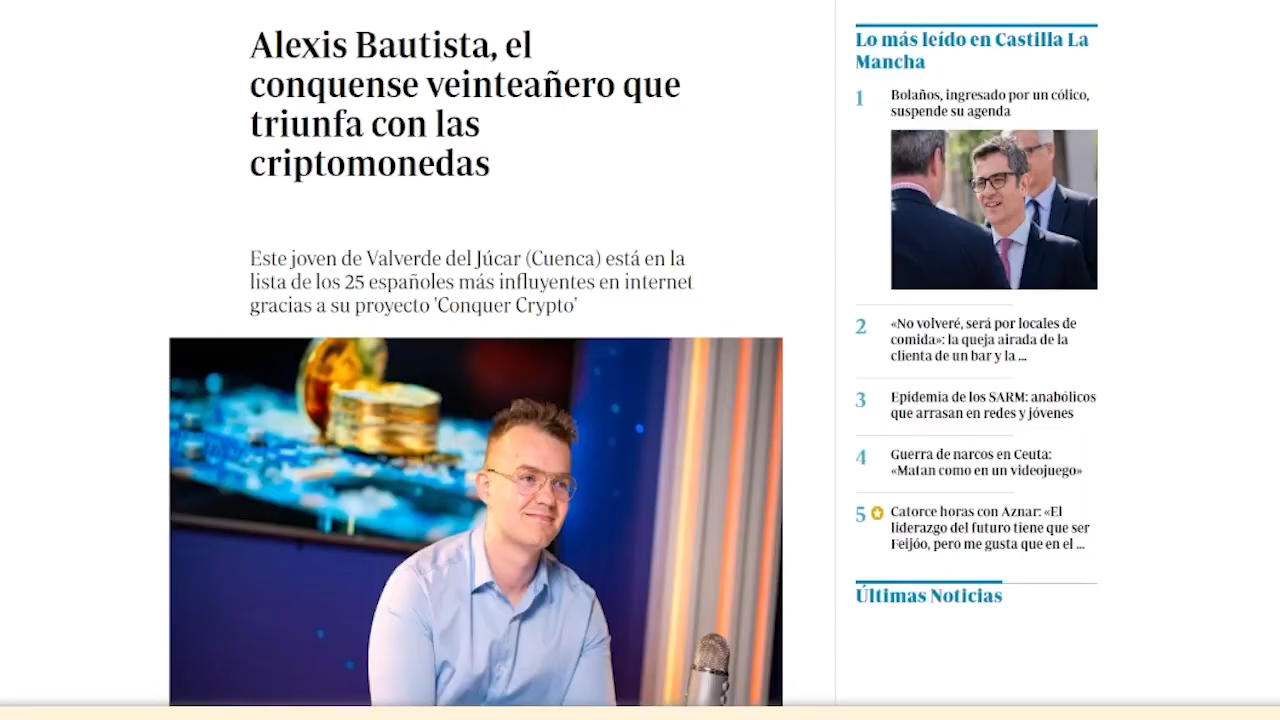 Alexis Bautista, el
conquense veinteañero que
triunfa con las
criptomonedas
Este joven de Valverde del Júcar (Cuenca) está en la
lista de los 25 españoles más influyentes en internet
gracias a su proyecto 'Conquer Crypto'
Lo más leído en Castilla La
Mancha
1
Bolaños, ingresado por un cólico,
suspende su agenda
2
«No volveré, será por locales de
comida»: la queja airada de la
clienta de un bar y la ...
3
Epidemia de los SARM: anabólicos
que arrasan en redes y jóvenes
4
Guerra de narcos en Ceuta:
«Matan como en un videojuego»
5
Catorce horas con Aznar: «El
liderazgo del futuro tiene que ser
Feijóo, pero me gusta que en el ...
Últimas Noticias